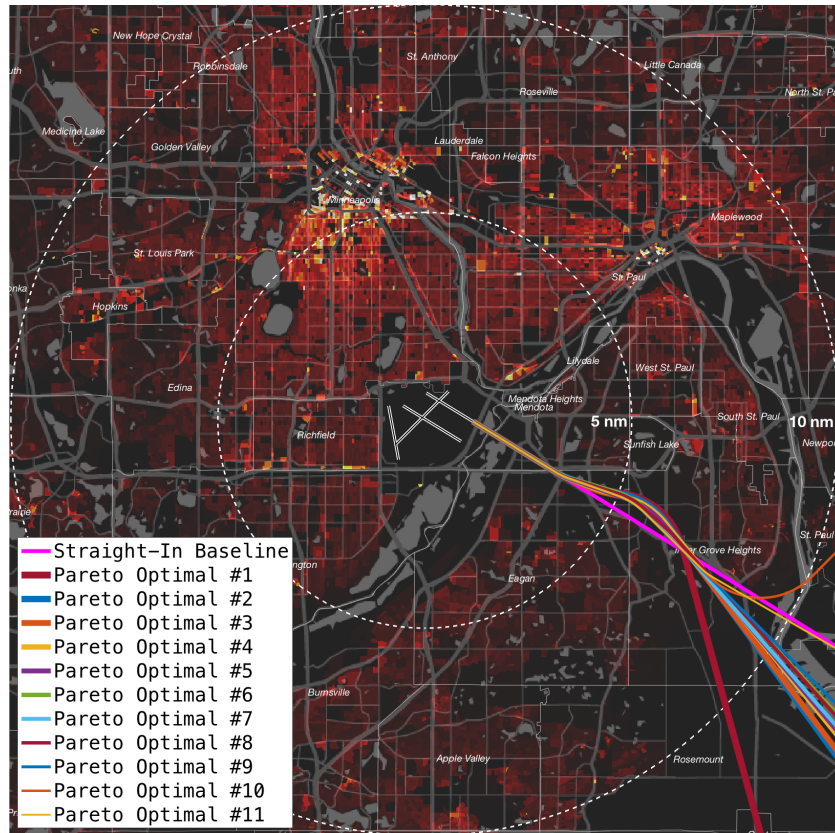 New Hope Crystal
Robbinsdale
St. Anthony
Little Canada
Roseville
North St. Pa
Medicine Lake
Golden Valley
Lauderdale
Falcon Heights
Minneapolis
Maplewood
St. Louis Park
St. Paul
Hopkins
Lilydale
Edina
West St. Paul
Mendota Heights
Mendota
South St. Paul
5 nm
10 nm
Richfield
Sunfish Lake
Newpor
Inver Grove Heights
St. Paul
Eagan
Burnsville
Apple Valley
Rosemount
Straight-In Baseline
Pareto Optimal #1
Pareto Optimal #2
Pareto Optimal #3
Pareto Optimal #4
Pareto Optimal #5
Pareto Optimal #6
Pareto Optimal #7
Pareto Optimal #8
Pareto Optimal #9
Pareto Optimal #10
Pareto Optimal #11